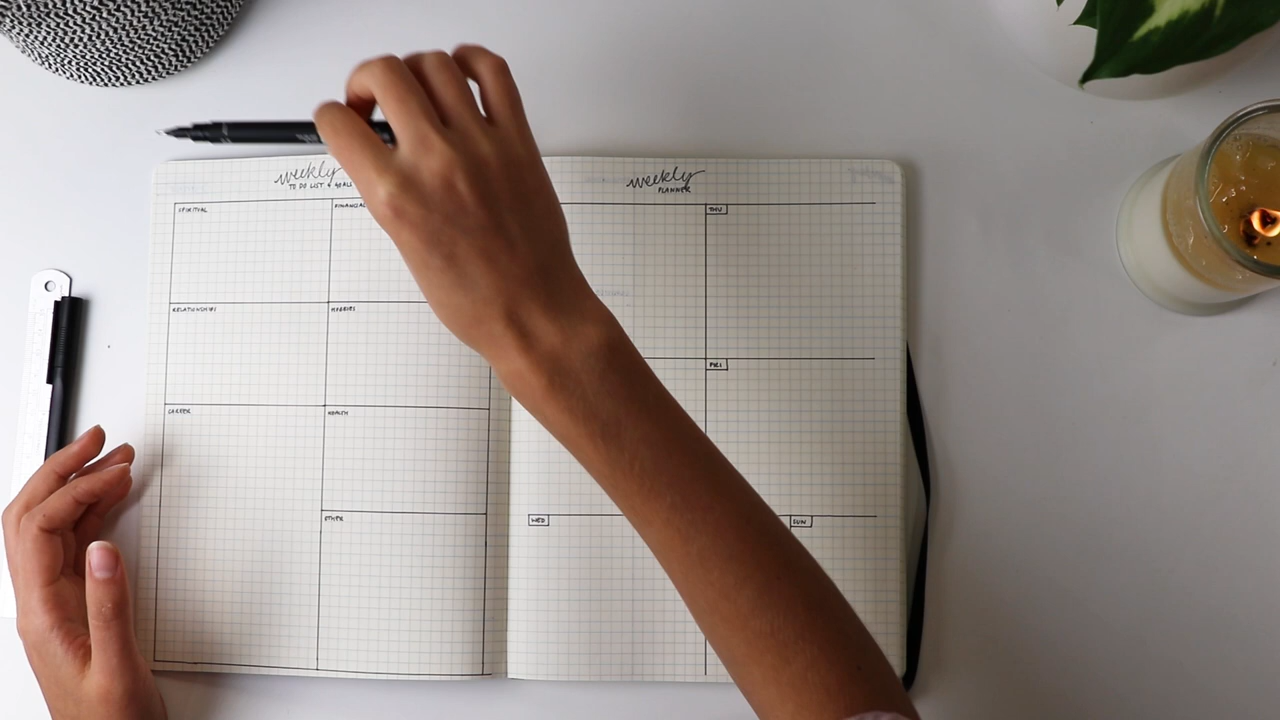 weekly
TO DO LIST & GOALS
SPIRITUAL
FINANCIAL
RELATIONSHIPS
HOBBIES
CAREER
HEALTH
OTHER
weekly
PLANNER
THU
FRI
WED
SUN